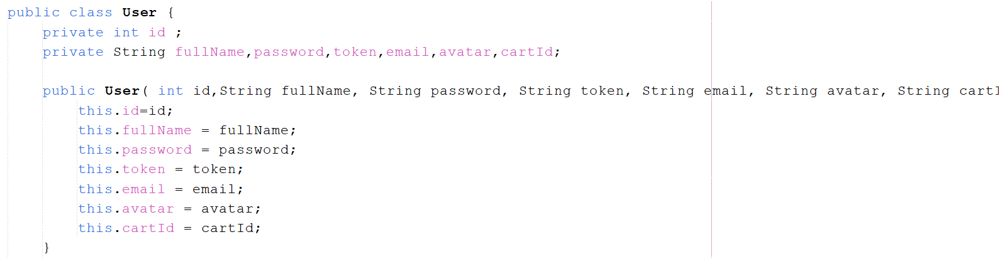 public class User {
private int id ;
private String fullName,password,token,email,avatar,cartId;
public User( int id,String fullName, String password, String token, String email, String avatar, String
this.id=id;
this.fullName = fullName;
this.password = password;
this.token = token;
this.email = email;
this.avatar = avatar;
this.cartId = cartId;
}